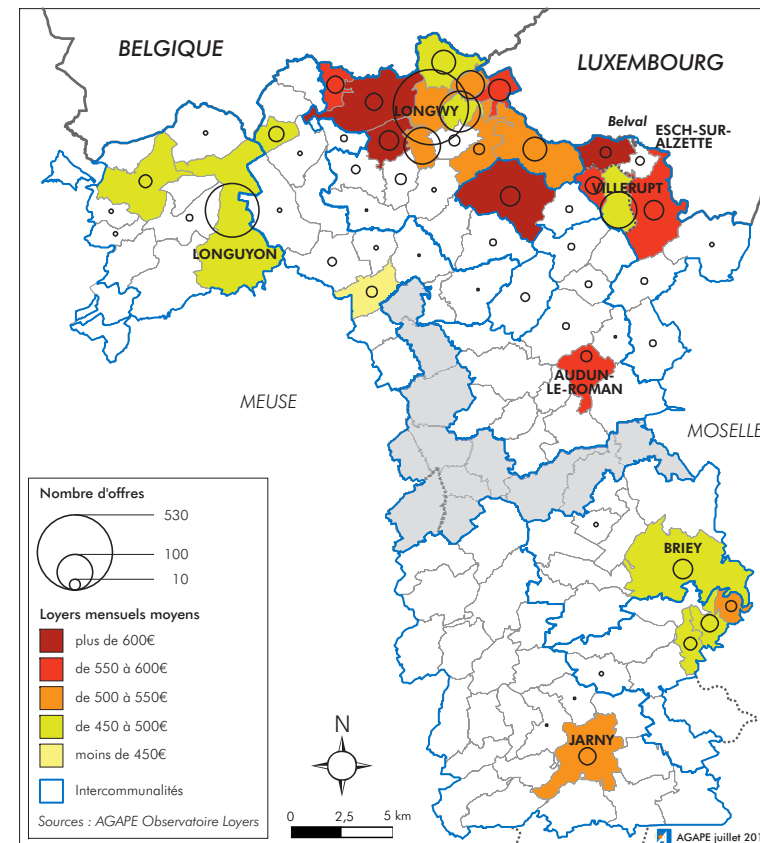 BELGIQUE
LUXEMBOURG
LONGWY
Belval
ESCH-SUR-
ALZETTE
VILLERUPT
LONGUYON
AUDUN-
LE-ROMAN
MEUSE
MOSELLE
BRIEY
JARNY
Nombre d'offres
530
100
10
Loyers mensuels moyens
plus de 600€
de 550 à 600€
de 500 à 550€
de 450 à 500€
moins de 450€
Intercommunalités
Sources : AGAPE Observatoire Loyers
N
0 2,5 5 km
AGAPE juillet 201